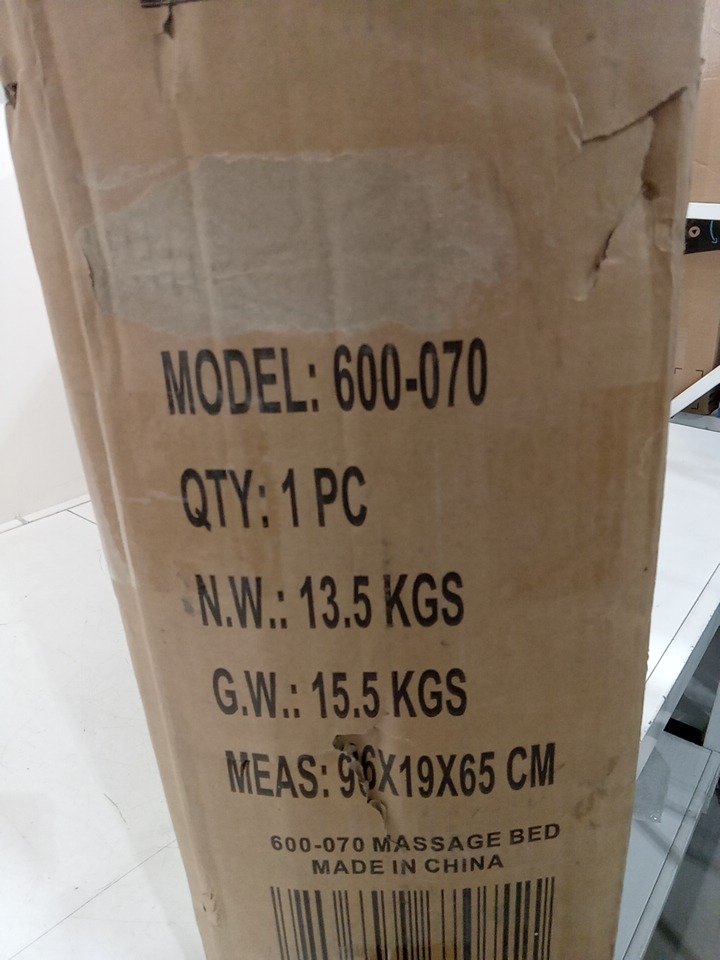 MODEL: 600-070
QTY: 1 PC
N.W.: 13.5 KGS
G.W.: 15.5 KGS
MEAS: 96X19X65 CM
600-070 MASSAGE BED
MADE IN CHINA